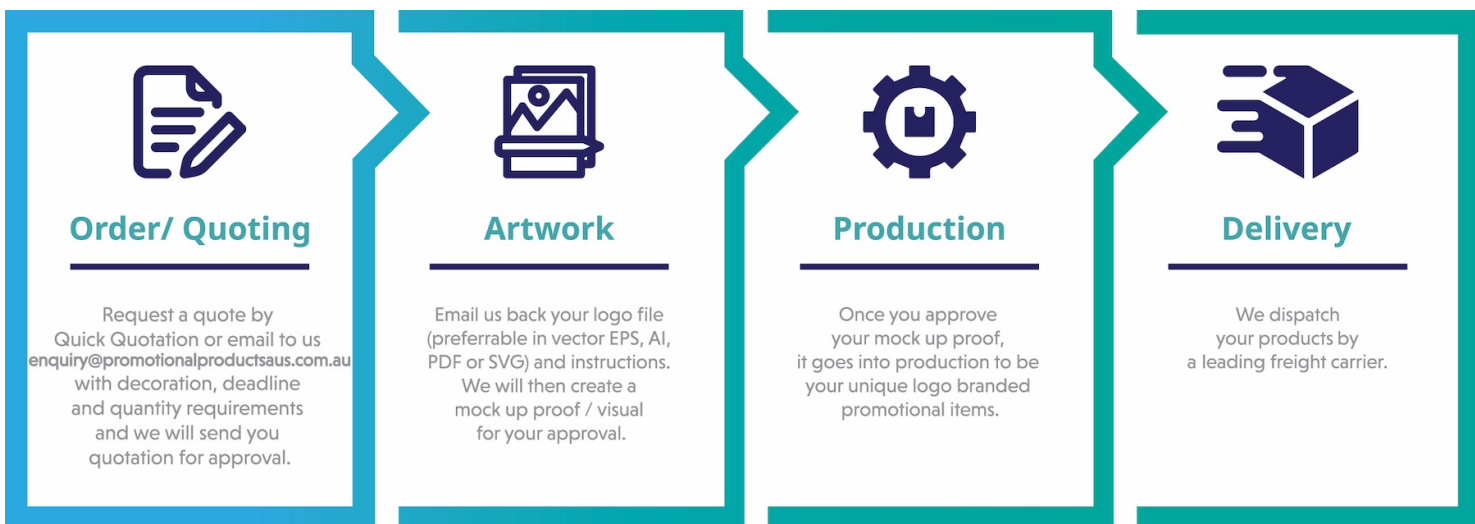 Order/ Quoting
Request a quote by
Quick Quotation or email to us
enquiry@promotionalproductsaus.com.au
with decoration, deadline
and quantity requirements
and we will send you
quotation for approval.
Artwork
Email us back your logo file
(preferrable in vector EPS, AI,
PDF or SVG) and instructions.
We will then create a
mock up proof / visual
for your approval.
Production
Once you approve
your mock up proof,
it goes into production to be
your unique logo branded
promotional items.
Delivery
We dispatch
your products by
a leading freight carrier.